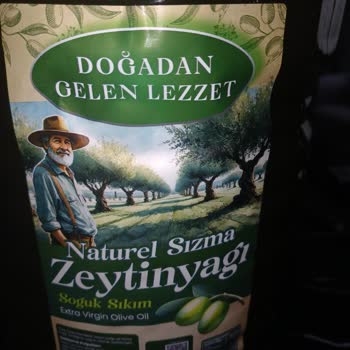 DOĞADAN
GELEN LEZZET
Naturel Sızma
Zeytinyağı
Soğuk Sıkım
Extra Virgin Olive Oil